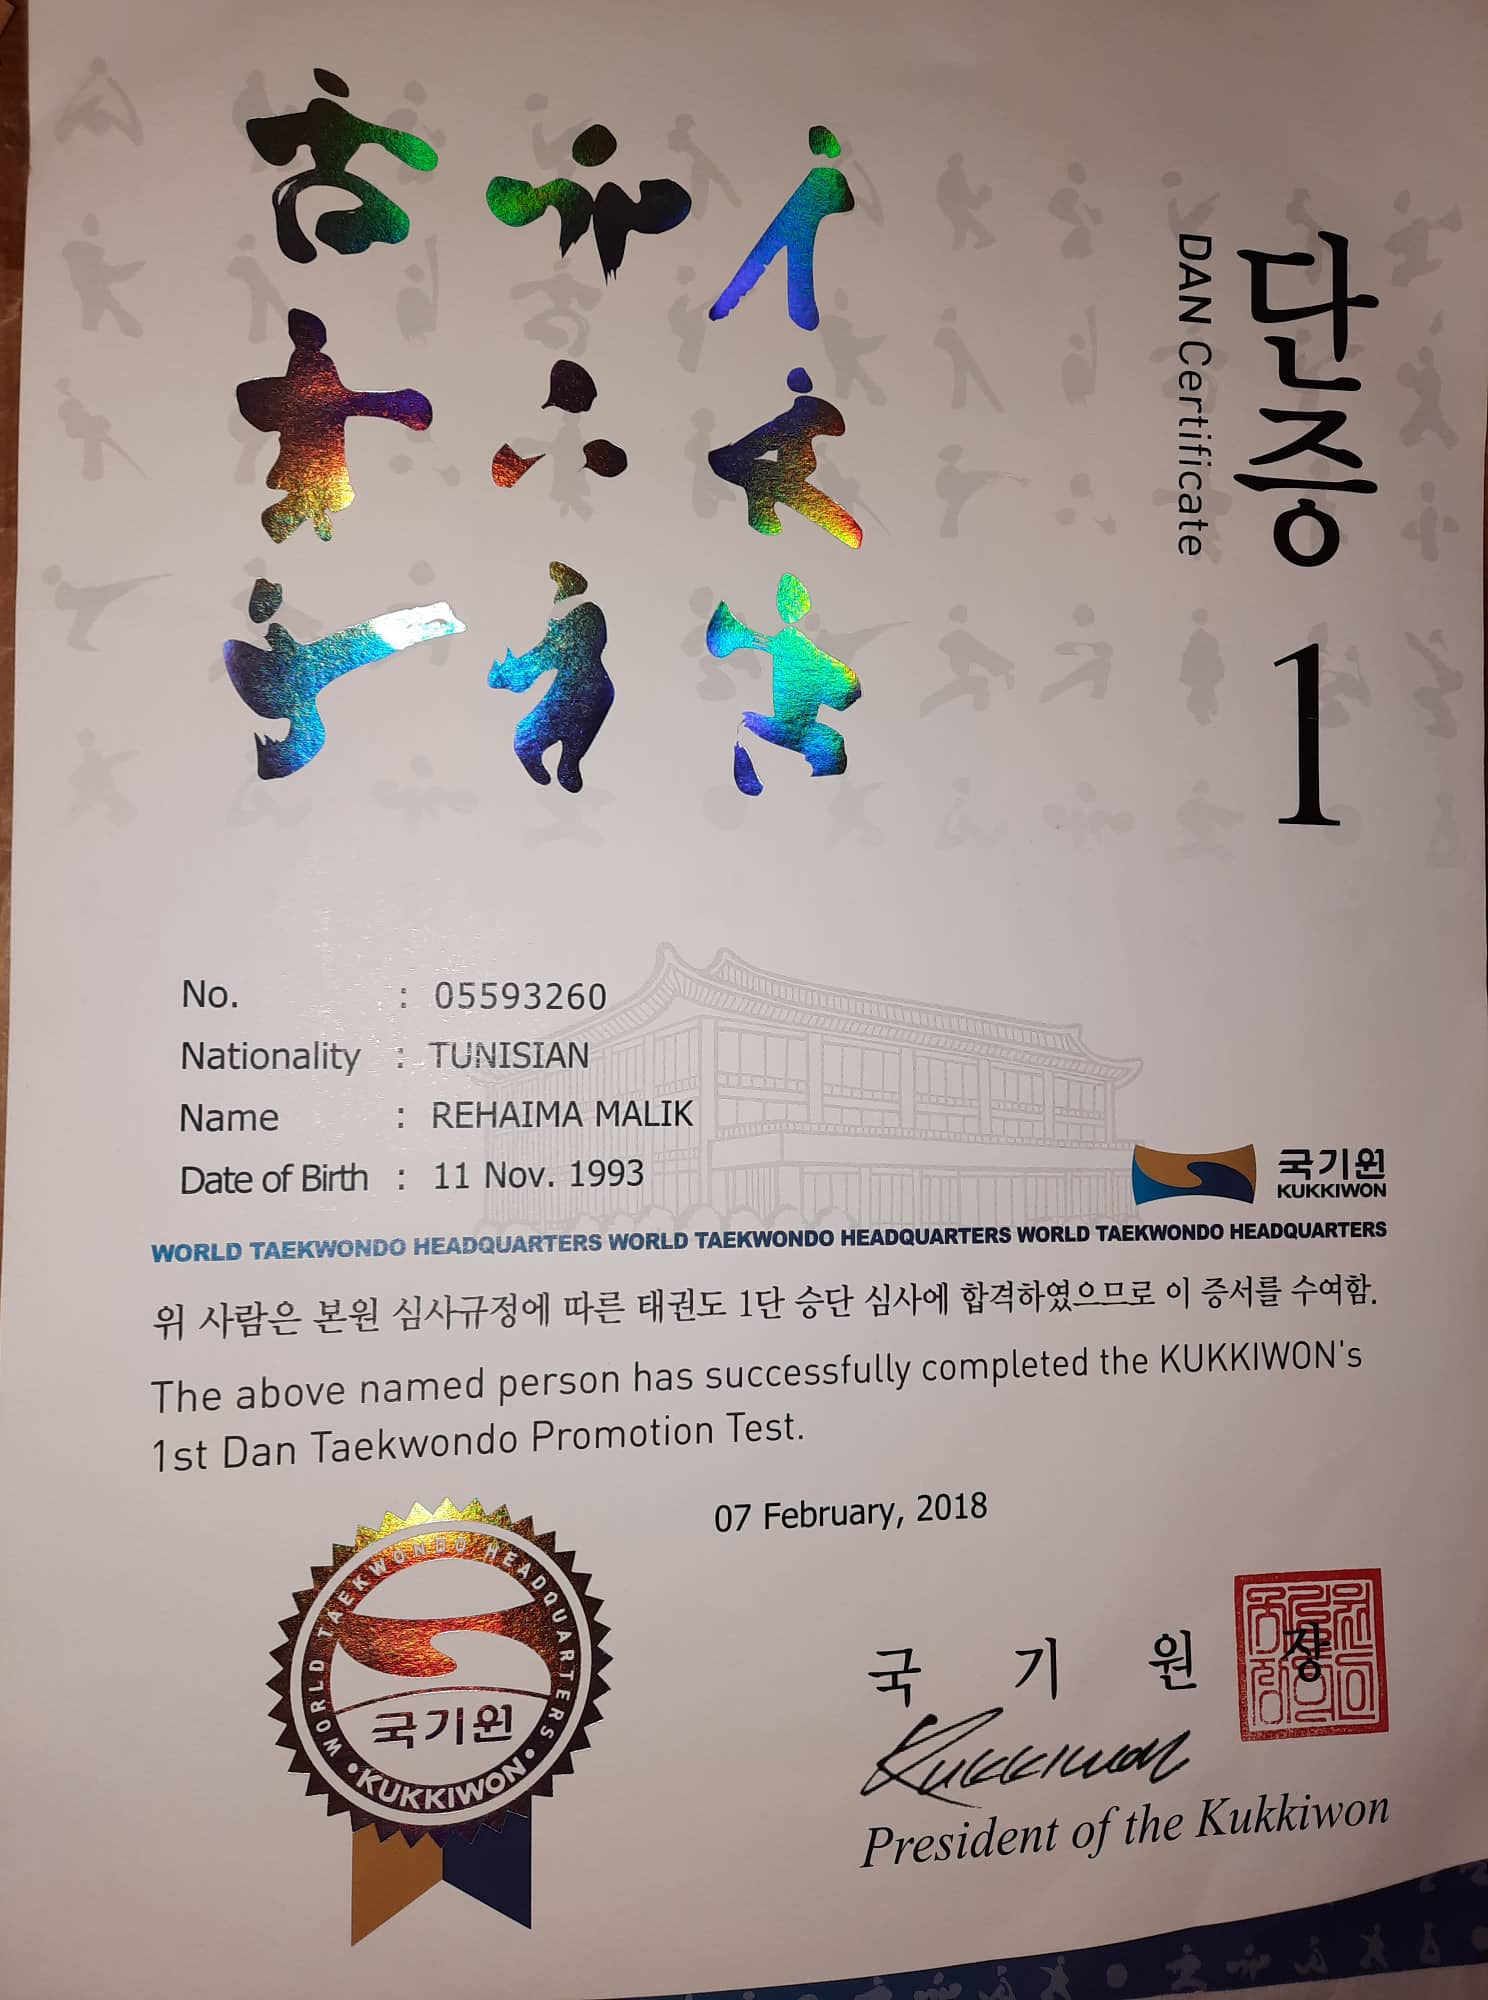 단증 1
DAN Certificate
No. : 05593260
Nationality : TUNISIAN
Name : REHAIMA MALIK
Date of Birth : 11 Nov. 1993
국기원
KUKKIWON
WORLD TAEKWONDO HEADQUARTERS WORLD TAEKWONDO HEADQUARTERS WORLD TAEKWONDO HEADQUARTERS
위 사람은 본원 심사규정에 따른 태권도 1단 승단 심사에 합격하였으므로 이 증서를 수여함.
The above named person has successfully completed the KUKKIWON's
1st Dan Taekwondo Promotion Test.
07 February, 2018
WORLD TAEKWONDO HEADQUARTERS
국기원
KUKKIWON
국 기 원 장
Kukkiwon
President of the Kukkiwon